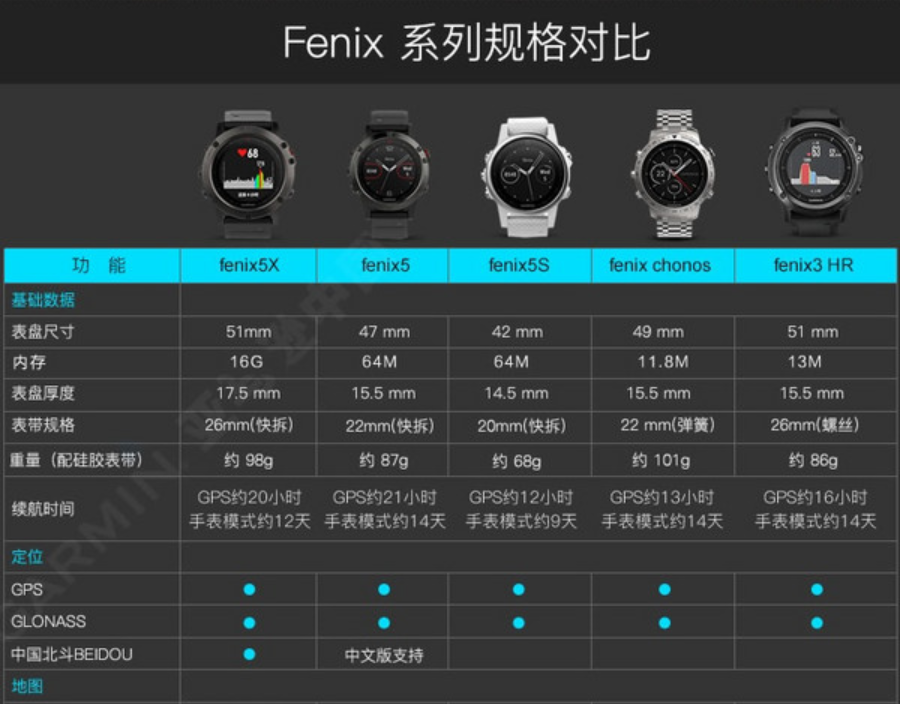 Fenix 系列规格对比
功 能 fenix5X fenix5 fenix5S fenix chonos fenix3 HR
基础数据
表盘尺寸 51mm 47 mm 42 mm 49 mm 51 mm
内存 16G 64M 64M 11.8M 13M
表盘厚度 17.5 mm 15.5 mm 14.5 mm 15.5 mm 15.5 mm
表带规格 26mm(快拆) 22mm(快拆) 20mm(快拆) 22 mm(弹簧) 26mm(螺丝)
重量（配硅胶表带） 约 98g 约 87g 约 68g 约 101g 约 86g
续航时间 GPS约20小时 GPS约21小时 GPS约12小时 GPS约13小时 GPS约16小时
手表模式约12天 手表模式约14天 手表模式约9天 手表模式约14天 手表模式约14天
定位
GPS
GLONASS
中国北斗BEIDOU 中文版支持
地图